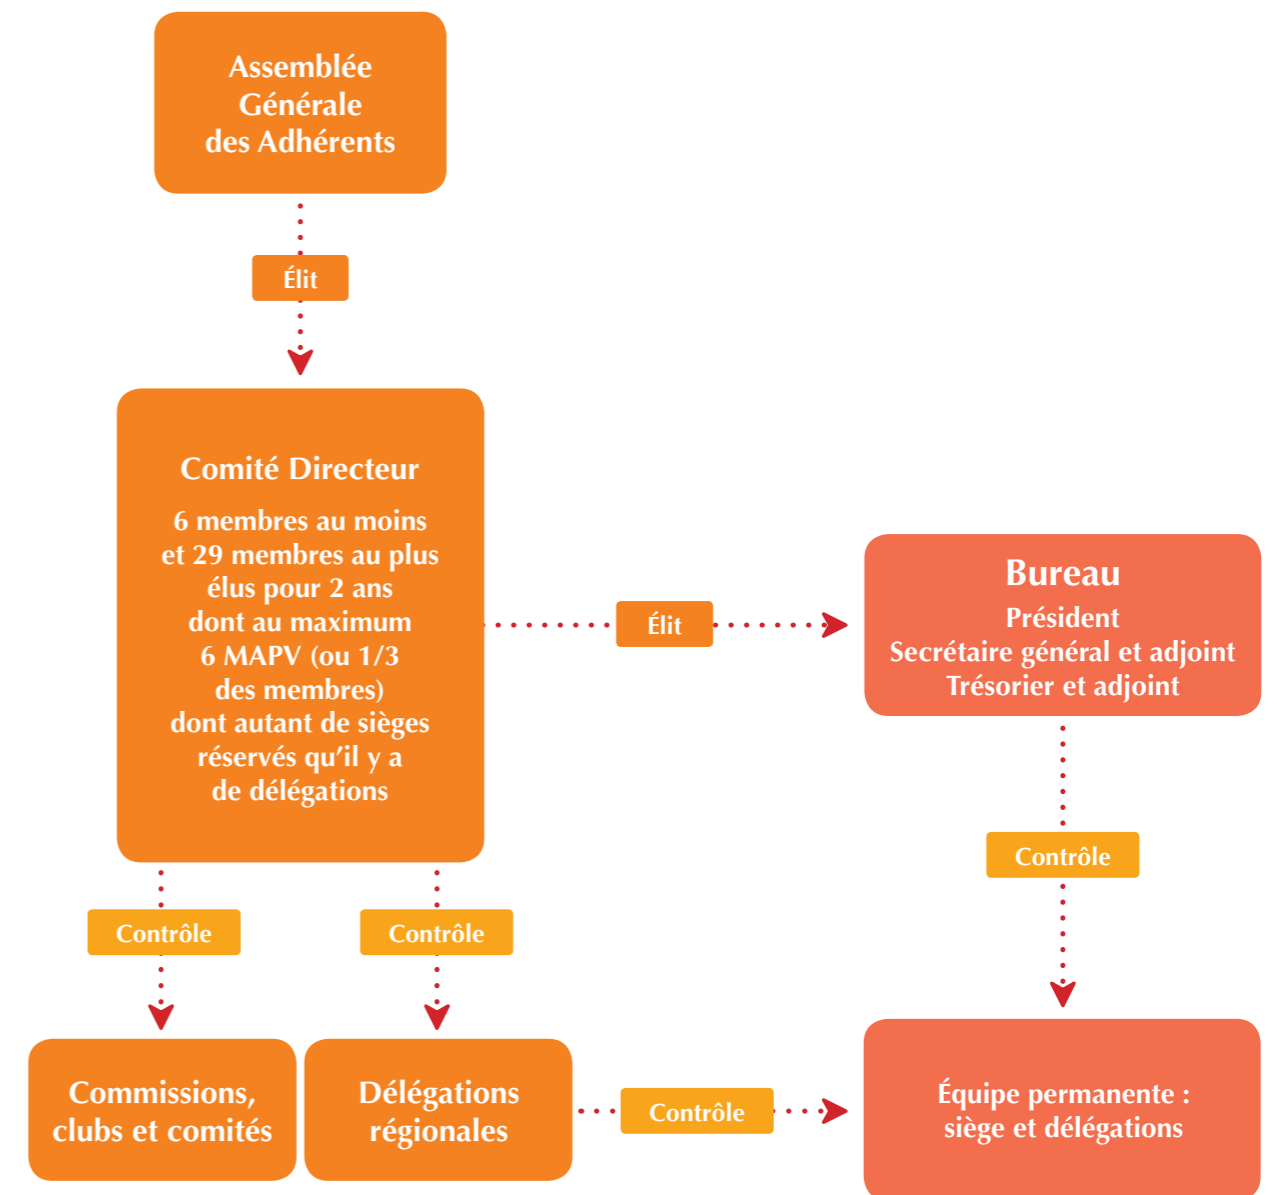 Assemblée
Générale
des Adhérents
Élit
Comité Directeur
6 membres au moins
et 29 membres au plus
élus pour 2 ans
dont au maximum
6 MAPV (ou 1/3
des membres)
dont autant de sièges
réservés qu’il y a
de délégations
Élit
Bureau
Président
Secrétaire général et adjoint
Trésorier et adjoint
Contrôle
Contrôle
Contrôle
Commissions,
clubs et comités
Délégations
régionales
Contrôle
Équipe permanente :
siège et délégations